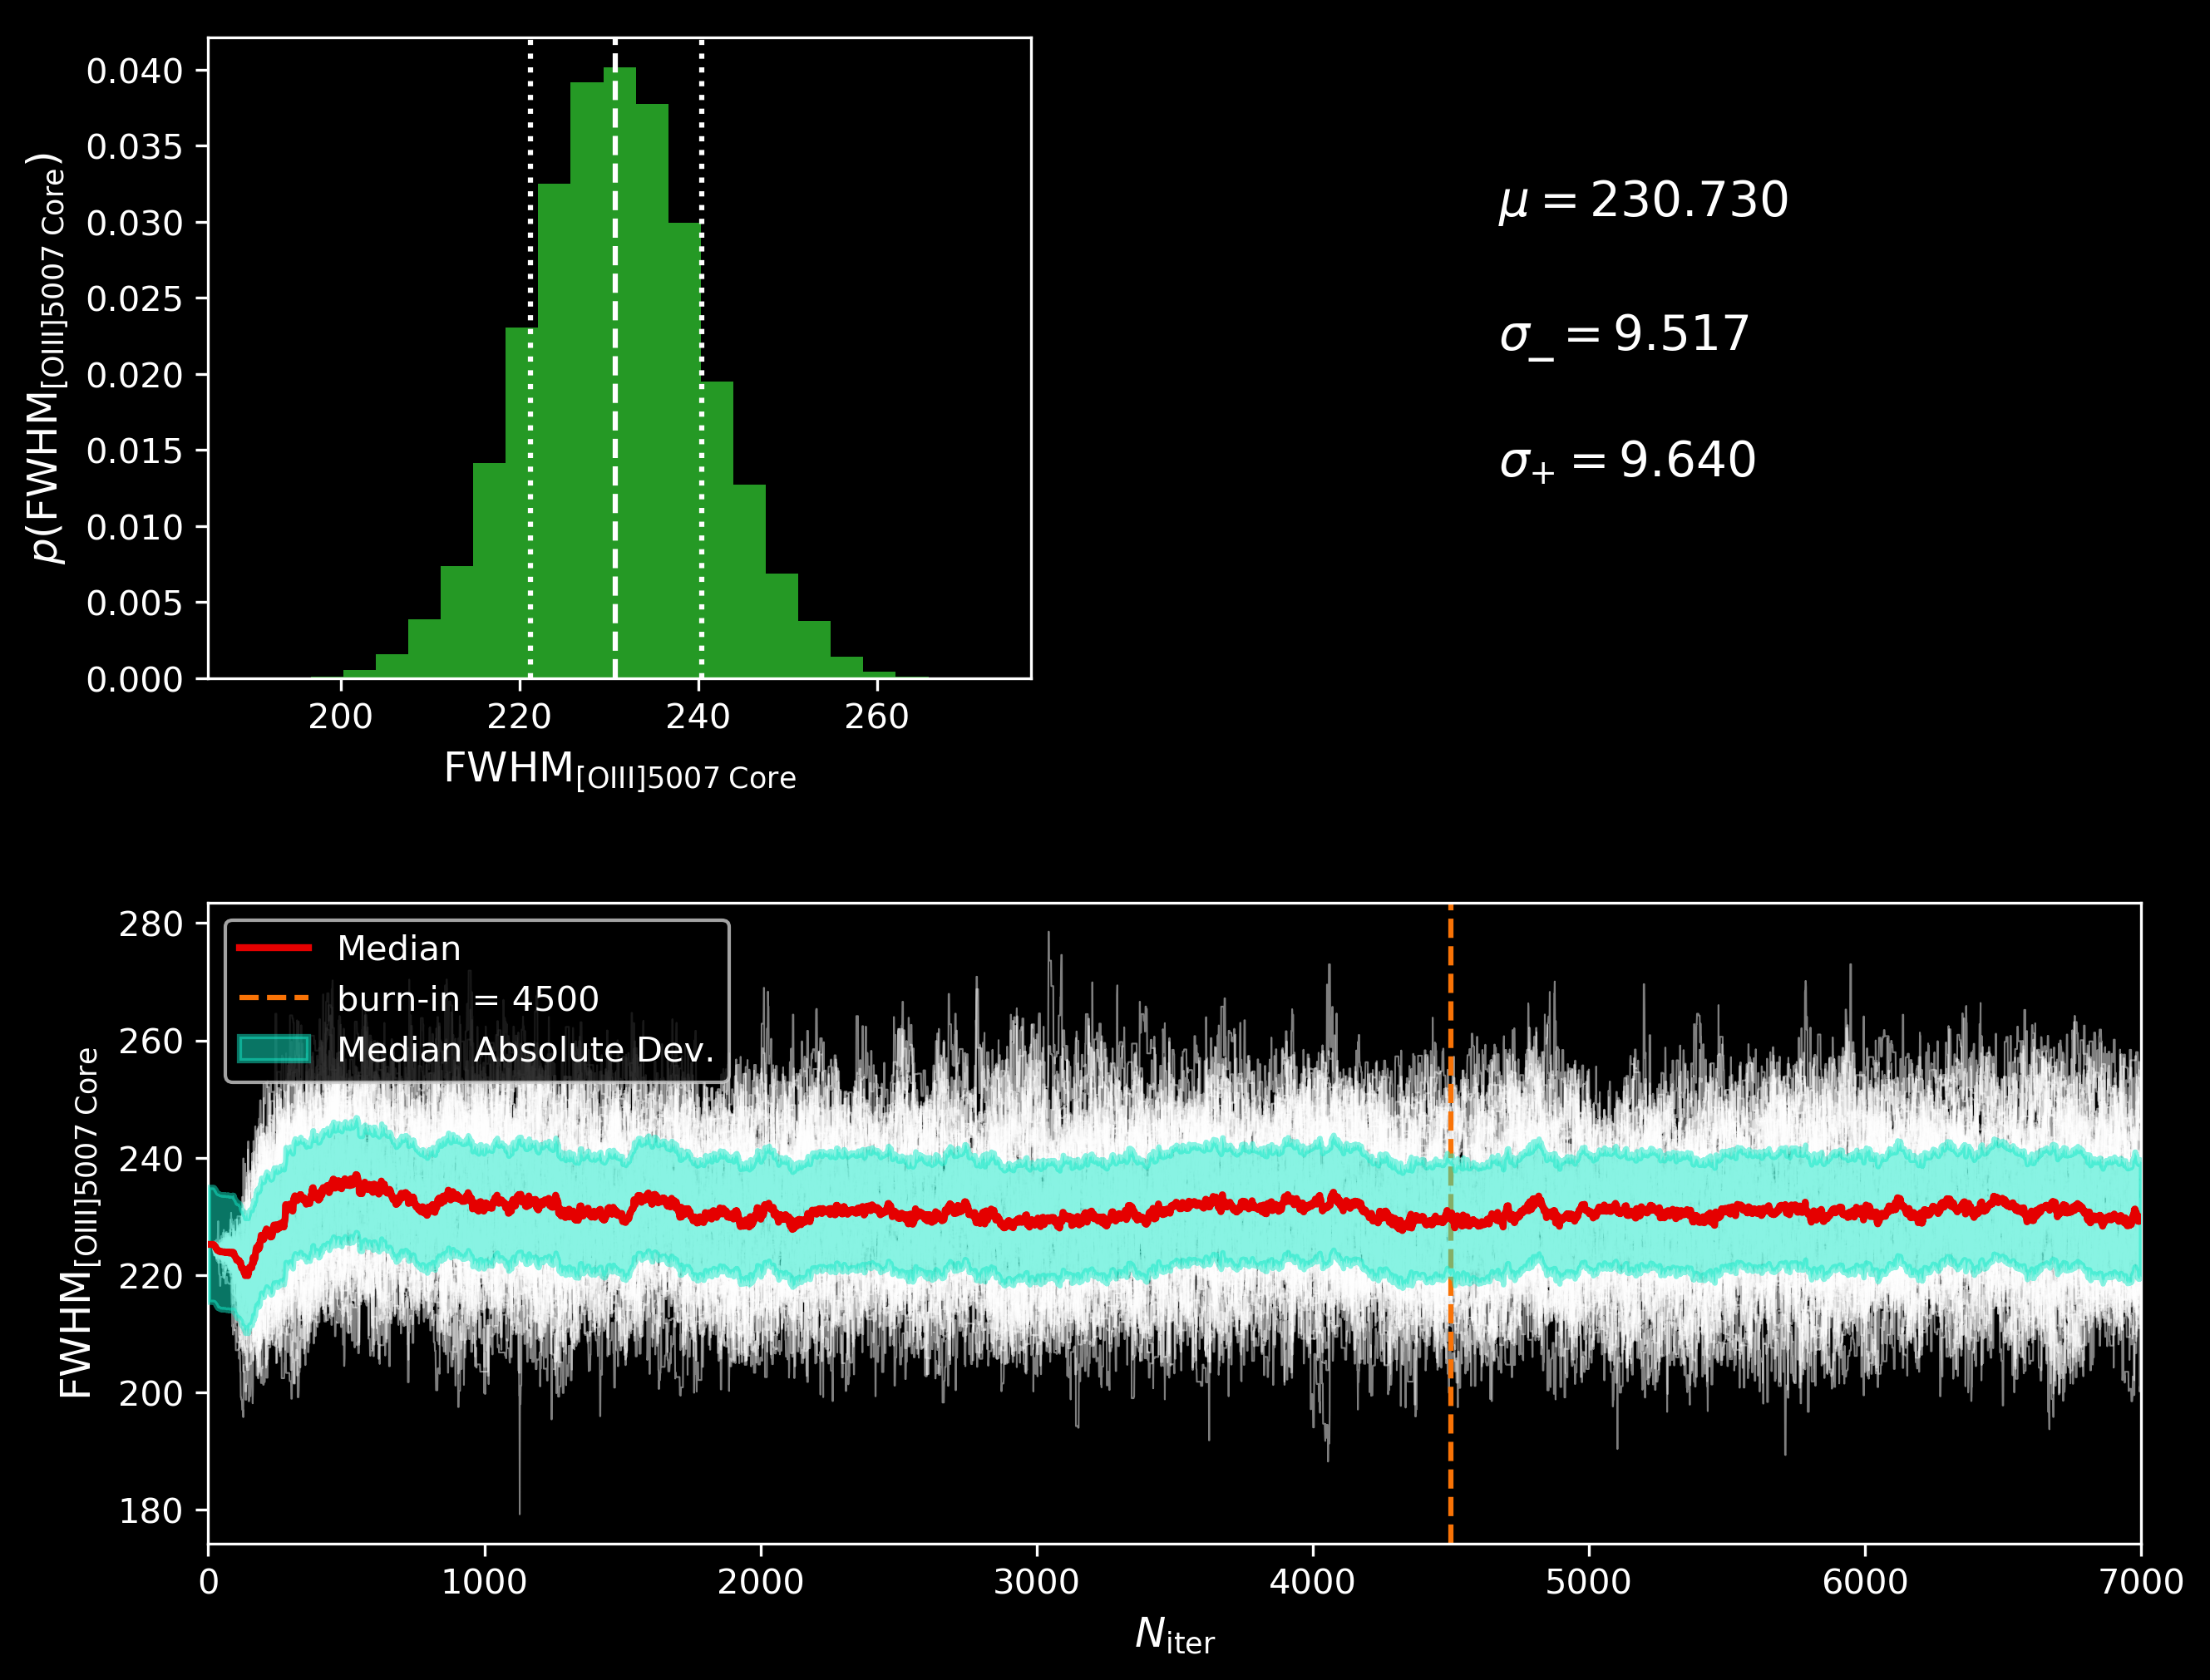 0.040
0.035
0.030
0.025
0.020
0.015
0.010
0.005
0.000
p(FWHM[OIII]5007 Core)
200 220 240 260
FWHM[OIII]5007 Core
μ = 230.730
σ− = 9.517
σ+ = 9.640
280
260
240
220
200
180
FWHM[OIII]5007 Core
Median
burn-in = 4500
Median Absolute Dev.
0 1000 2000 3000 4000 5000 6000 7000
Niter